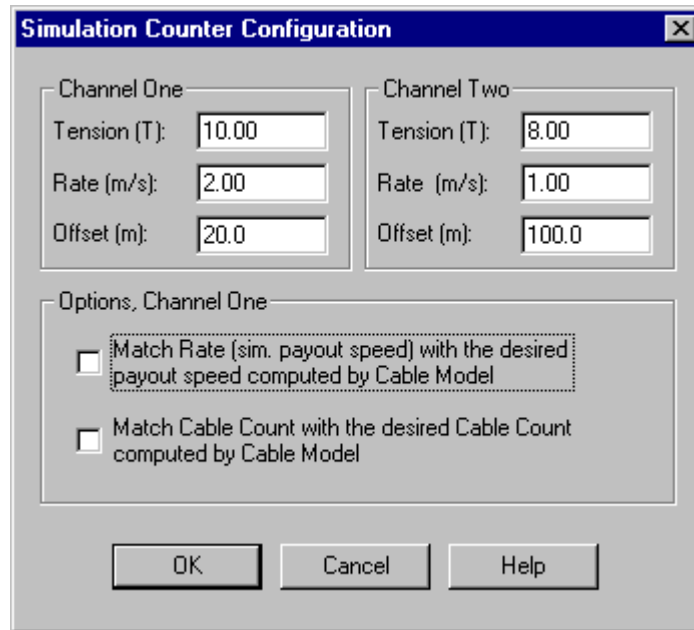 Simulation Counter Configuration
Channel One
Tension (T): 10.00
Rate (m/s): 2.00
Offset (m): 20.0
Channel Two
Tension (T): 8.00
Rate (m/s): 1.00
Offset (m): 100.0
Options, Channel One
Match Rate (sim. payout speed) with the desired
payout speed computed by Cable Model
Match Cable Count with the desired Cable Count
computed by Cable Model
OK Cancel Help